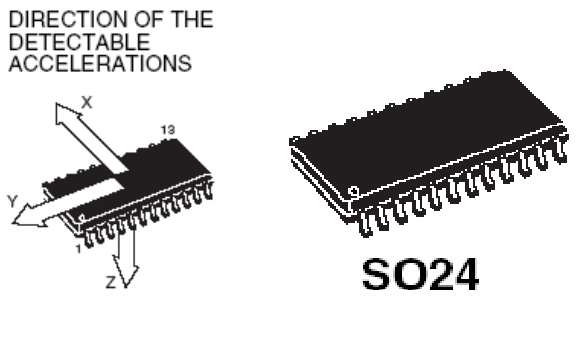 DIRECTION OF THE
DETECTABLE
ACCELERATIONS
X
13
Y
1
Z
SO24